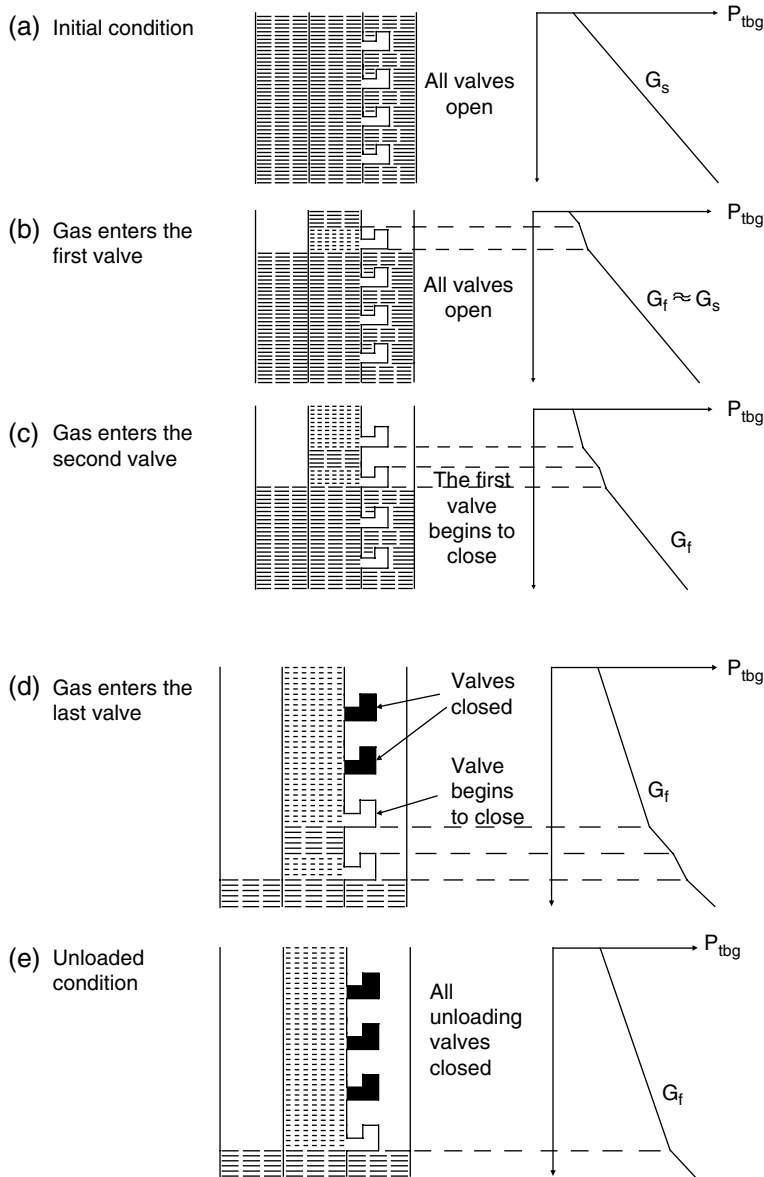 (a) Initial condition
All valves
open
P_tbg
G_s
(b) Gas enters the
first valve
All valves
open
P_tbg
G_f ≈ G_s
(c) Gas enters the
second valve
The first
valve
begins to
close
P_tbg
G_f
(d) Gas enters the
last valve
Valves
closed
Valve
begins
to close
P_tbg
G_f
(e) Unloaded
condition
All
unloading
valves
closed
P_tbg
G_f